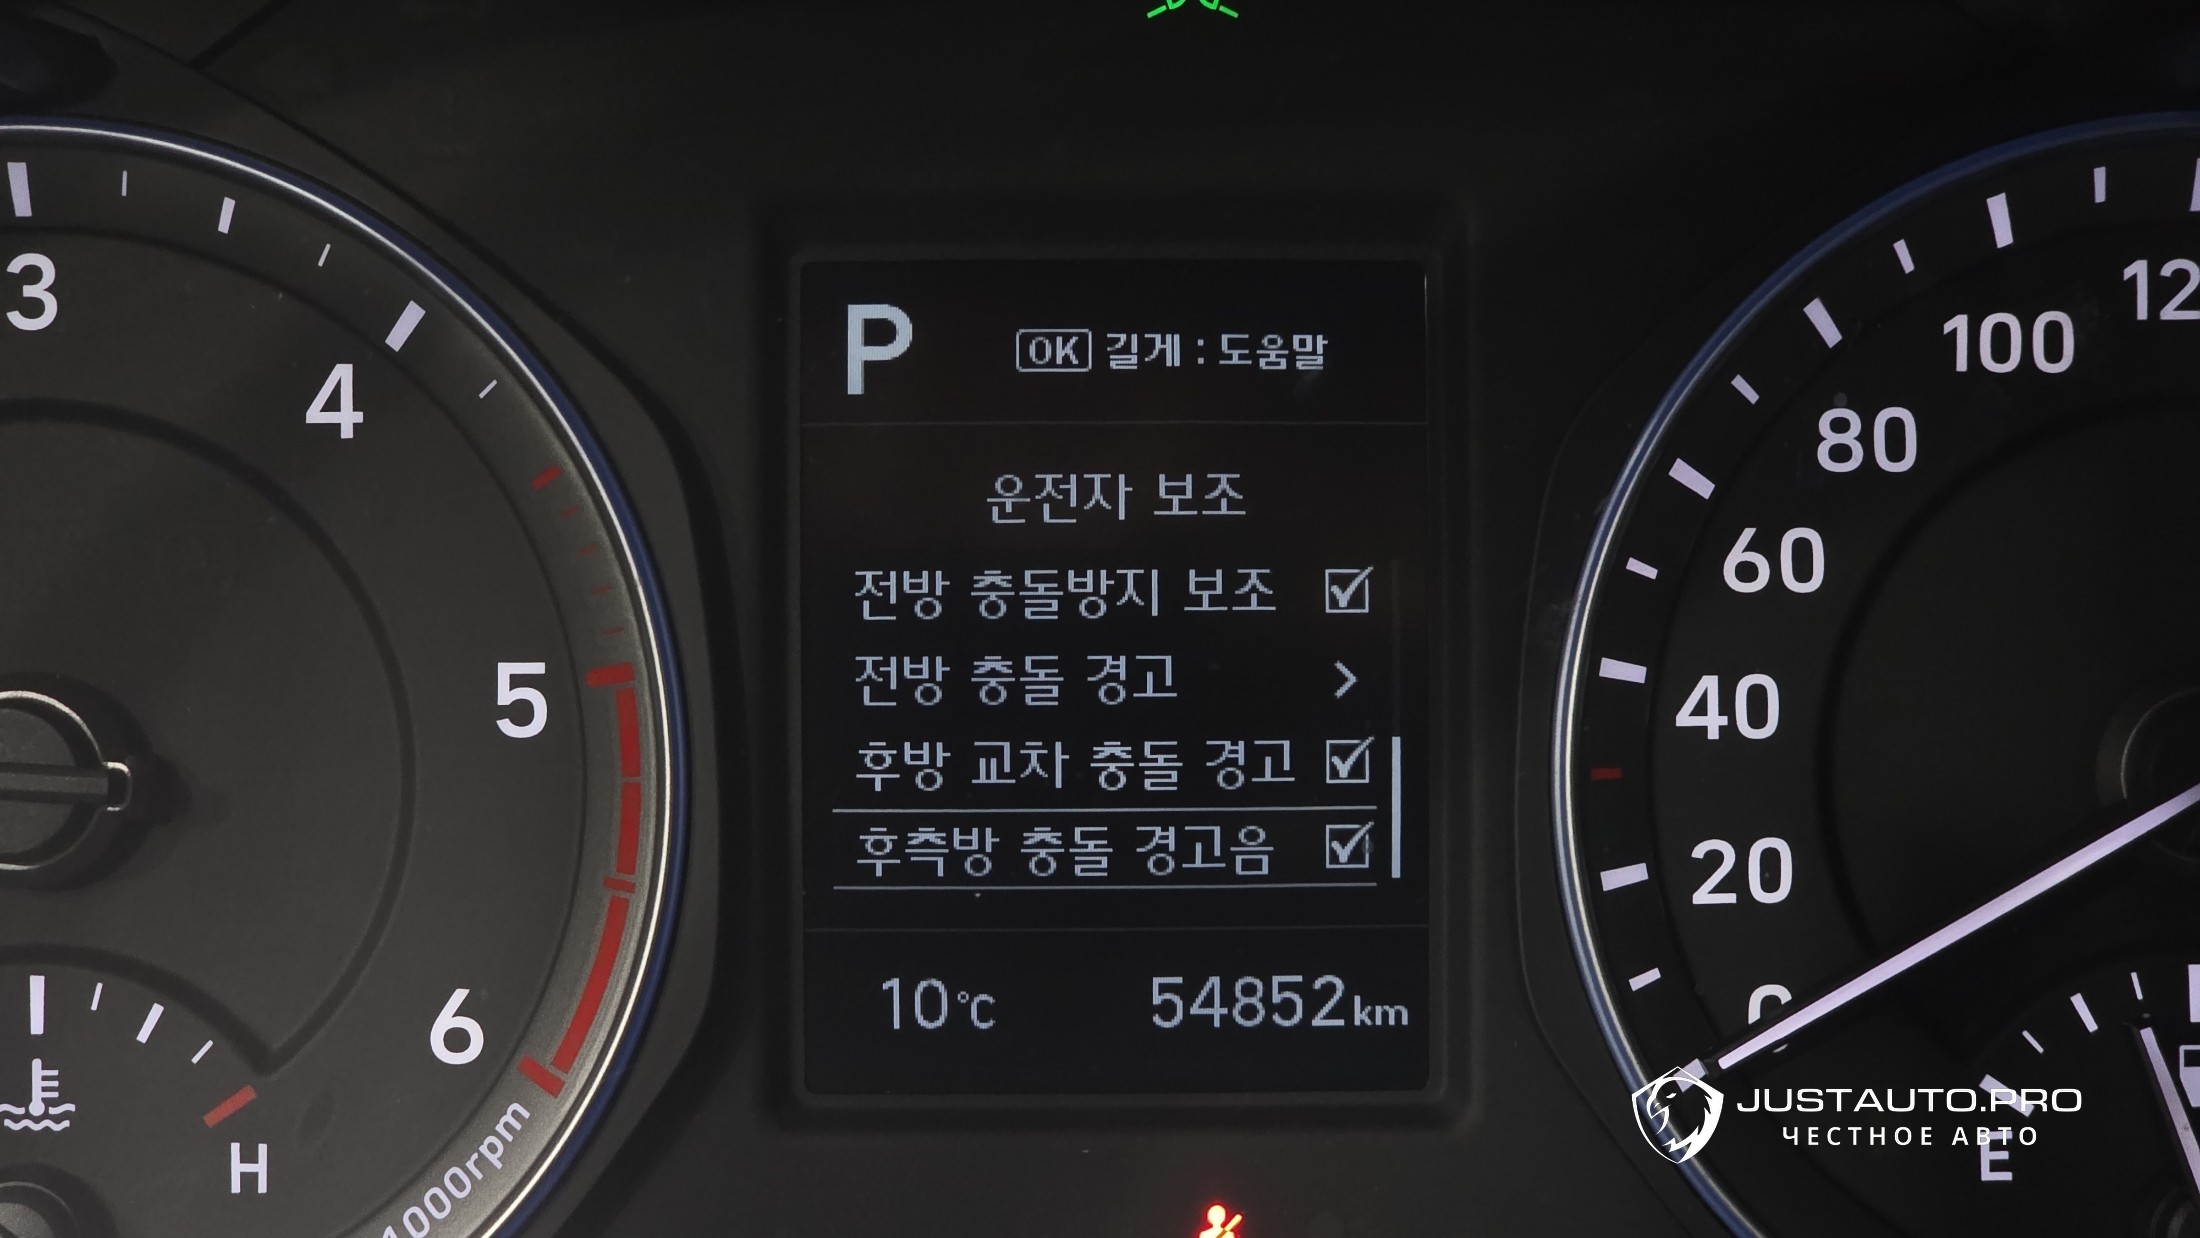 3
4
5
6
1000rpm
H
P
OK 길게 : 도움말
운전자 보조
전방 충돌방지 보조
전방 충돌 경고 >
후방 교차 충돌 경고
후측방 충돌 경고음
10°C 54852km
12
100
80
60
40
20
0
E
JUSTAUTO.PRO
ЧЕСТНОЕ АВТО